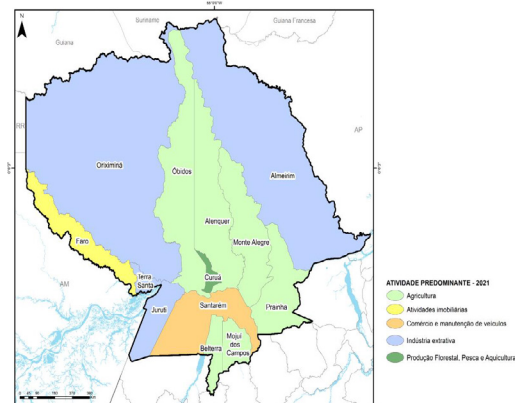 Suriname
Guiana Francesa
Guiana
N
RR
AP
Oriximiná
Óbidos
Almeirim
Alenquer
Monte Alegre
Faro
Terra
Santa
Curuá
AM
Juruti
Santarém
Prainha
Belterra
Mojuí
dos
Campos
ATIVIDADE PREDOMINANTE - 2021
Agricultura
Atividades imobiliárias
Comércio e manutenção de veículos
Indústria extrativa
Produção Florestal, Pesca e Aquicultura